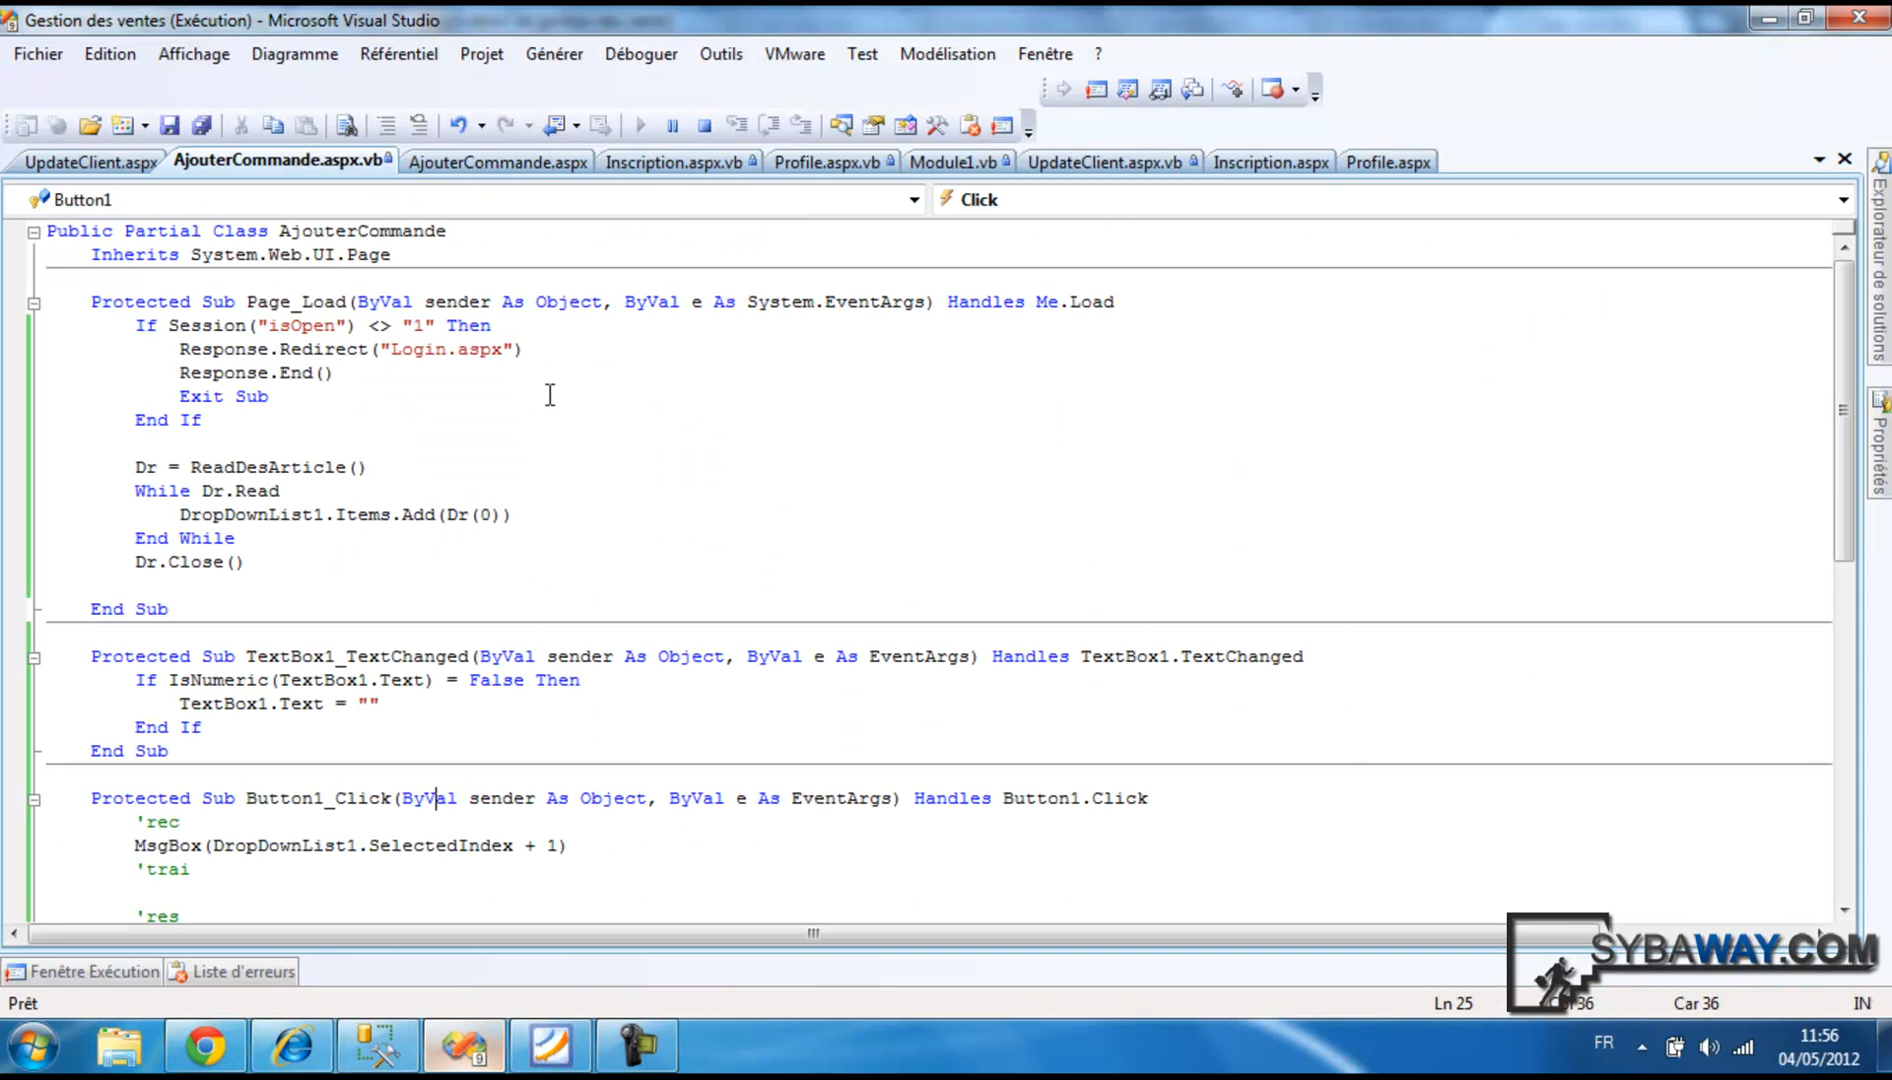 Gestion des ventes (Exécution) - Microsoft Visual Studio
Fichier Edition Affichage Diagramme Référentiel Projet Générer Déboguer Outils VMware Test Modélisation Fenêtre ?
UpdateClient.aspx AjouterCommande.aspx.vb AjouterCommande.aspx Inscription.aspx.vb Profile.aspx.vb Module1.vb UpdateClient.aspx.vb Inscription.aspx Profile.aspx
Button1 Click
Public Partial Class AjouterCommande
Inherits System.Web.UI.Page
Protected Sub Page_Load(ByVal sender As Object, ByVal e As System.EventArgs) Handles Me.Load
If Session("isOpen") <> "1" Then
Response.Redirect("Login.aspx")
Response.End()
Exit Sub
End If
Dr = ReadDesArticle()
While Dr.Read
DropDownList1.Items.Add(Dr(0))
End While
Dr.Close()
End Sub
Protected Sub TextBox1_TextChanged(ByVal sender As Object, ByVal e As EventArgs) Handles TextBox1.TextChanged
If IsNumeric(TextBox1.Text) = False Then
TextBox1.Text = ""
End If
End Sub
Protected Sub Button1_Click(ByVal sender As Object, ByVal e As EventArgs) Handles Button1.Click
'rec
MsgBox(DropDownList1.SelectedIndex + 1)
'trai
'res
Explorateur de solutions
Propriétés
SYBAWAY.COM
Fenêtre Exécution Liste d'erreurs
Prêt Ln 25 Col 36 Car 36 IN
9
FR 11:56
04/05/2012